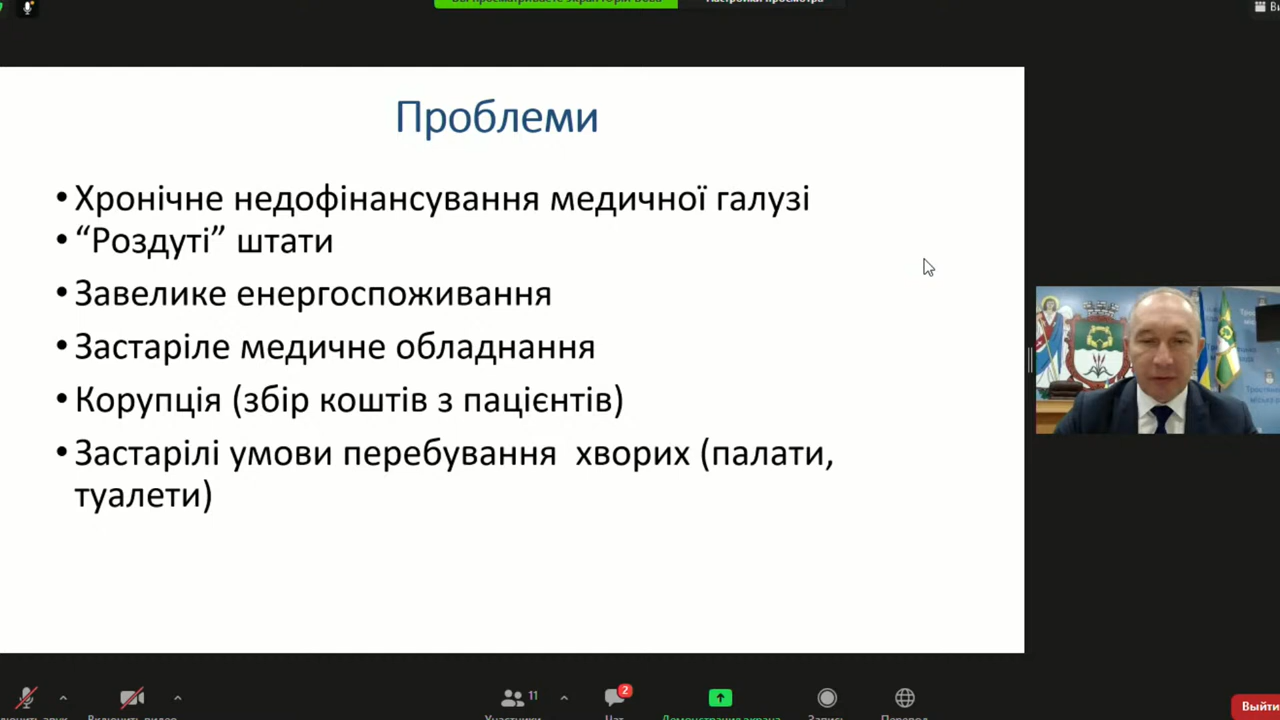 Проблеми
• Хронічне недофінансування медичної галузі
• “Роздуті” штати
• Завелике енергоспоживання
• Застаріле медичне обладнання
• Корупція (збір коштів з пацієнтів)
• Застарілі умови перебування хворих (палати,
туалети)
11
2
Выйти